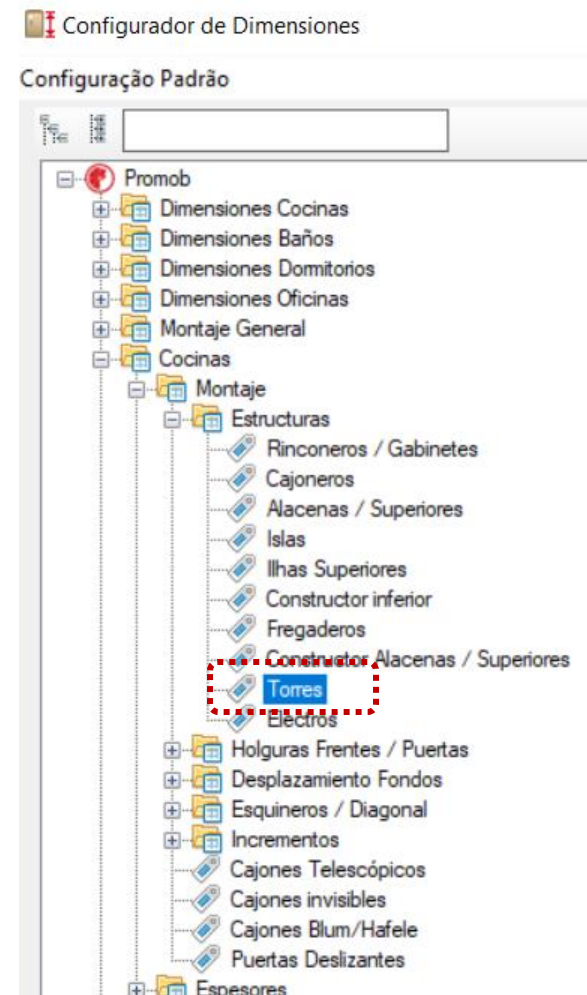 Configurador de Dimensiones
Configuração Padrão
Promob
Dimensiones Cocinas
Dimensiones Baños
Dimensiones Dormitorios
Dimensiones Oficinas
Montaje General
Cocinas
Montaje
Estructuras
Rinconeros / Gabinetes
Cajoneros
Alacenas / Superiores
Islas
Ilhas Superiores
Constructor inferior
Fregaderos
Constructor Alacenas / Superiores
Torres
Electros
Holguras Frentes / Puertas
Desplazamiento Fondos
Esquineros / Diagonal
Incrementos
Cajones Telescópicos
Cajones invisibles
Cajones Blum/Hafele
Puertas Deslizantes
Espesores